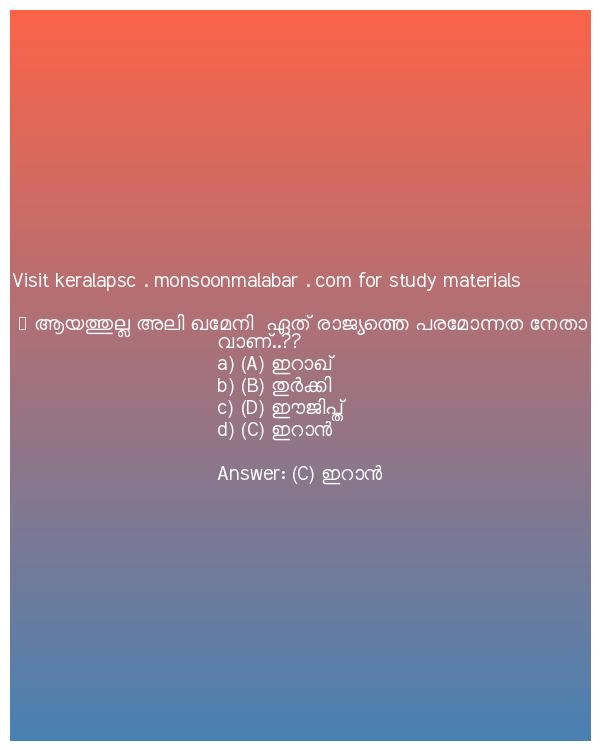 Visit keralapsc . monsoonmalabar . com for study materials
ആയത്തുല്ല അലി ഖമേനി  ഏത് രാജ്യത്തെ പരമോന്നത നേതാ
വാണ്..??
a) (A) ഇറാഖ്
b) (B) തുർക്കി
c) (D) ഈജിപ്ത്
d) (C) ഇറാൻ
Answer: (C) ഇറാൻ